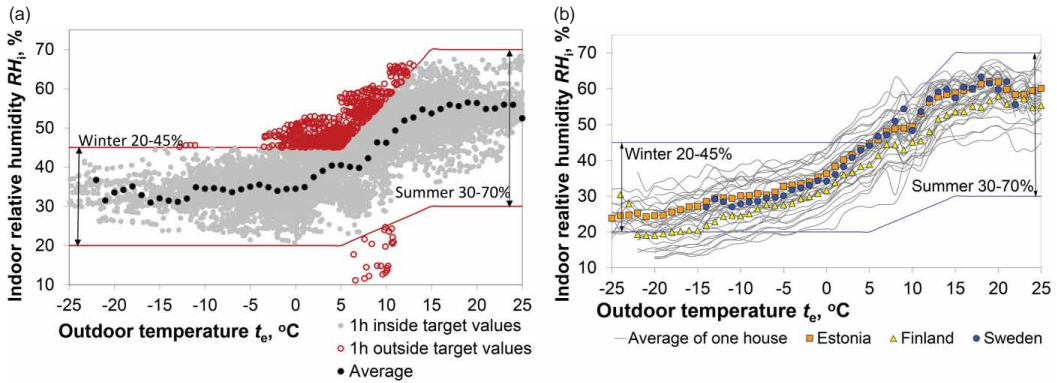 (a)
Indoor relative humidity RHi, %
70
60
50
40
30
20
10
Winter 20-45%
Summer 30-70%
-25 -20 -15 -10 -5 0 5 10 15 20 25
Outdoor temperature te, °C
1h inside target values
1h outside target values
Average
(b)
Indoor realtive humidity RHi, %
70
60
50
40
30
20
10
Winter 20-45%
Summer 30-70%
-25 -20 -15 -10 -5 0 5 10 15 20 25
Outdoor temperature te, °C
Average of one house Estonia Finland Sweden